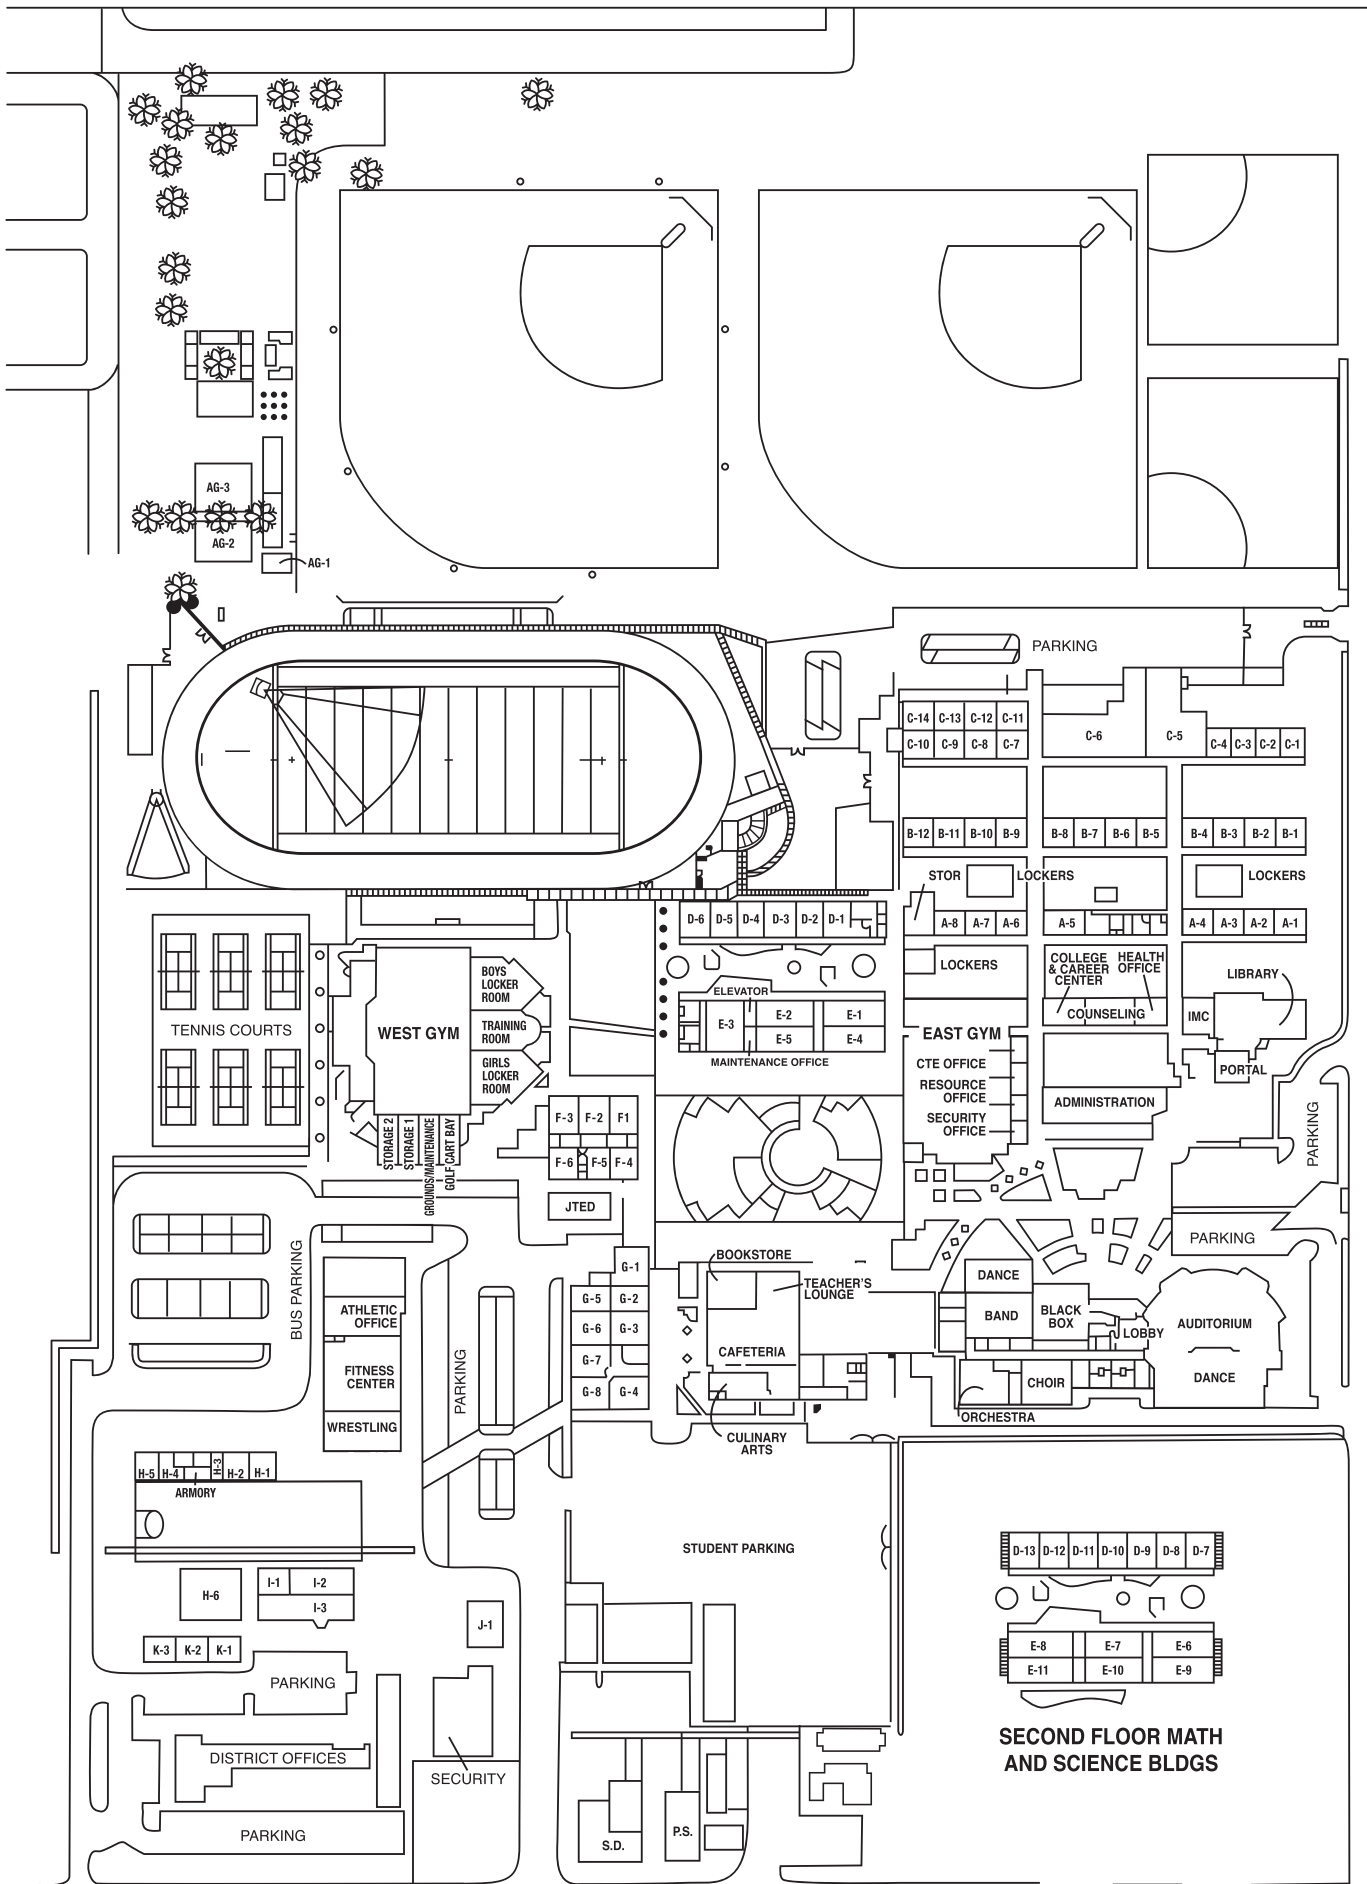 AG-3
AG-2
AG-1
PARKING
C-14
C-13
C-12
C-11
C-10
C-9
C-8
C-7
C-6
C-5
C-4
C-3
C-2
C-1
B-12
B-11
B-10
B-9
B-8
B-7
B-6
B-5
B-4
B-3
B-2
B-1
STOR
LOCKERS
LOCKERS
A-8
A-7
A-6
A-5
A-4
A-3
A-2
A-1
D-6
D-5
D-4
D-3
D-2
D-1
LOCKERS
COLLEGE
& CAREER
CENTER
HEALTH
OFFICE
LIBRARY
COUNSELING
IMC
PORTAL
ELEVATOR
E-3
E-2
E-1
E-5
E-4
MAINTENANCE OFFICE
BOYS
LOCKER
ROOM
WEST GYM
TRAINING
ROOM
GIRLS
LOCKER
ROOM
TENNIS COURTS
EAST GYM
CTE OFFICE
RESOURCE
OFFICE
SECURITY
OFFICE
ADMINISTRATION
PARKING
STORAGE 2
STORAGE 1
GROUNDS/MAINTENANCE
GOLF CART BAY
F-3
F-2
F1
F-6
F-5
F-4
JTED
PARKING
BUS PARKING
G-1
G-5
G-2
G-6
G-3
G-7
G-8
G-4
BOOKSTORE
TEACHER'S
LOUNGE
CAFETERIA
CULINARY
ARTS
DANCE
BAND
BLACK
BOX
LOBBY
AUDITORIUM
DANCE
CHOIR
ORCHESTRA
ATHLETIC
OFFICE
FITNESS
CENTER
WRESTLING
PARKING
H-5
H-4
H-3
H-2
H-1
ARMORY
STUDENT PARKING
H-6
I-1
I-2
I-3
J-1
K-3
K-2
K-1
PARKING
DISTRICT OFFICES
SECURITY
PARKING
S.D.
P.S.
D-13
D-12
D-11
D-10
D-9
D-8
D-7
E-8
E-7
E-6
E-11
E-10
E-9
SECOND FLOOR MATH
AND SCIENCE BLDGS